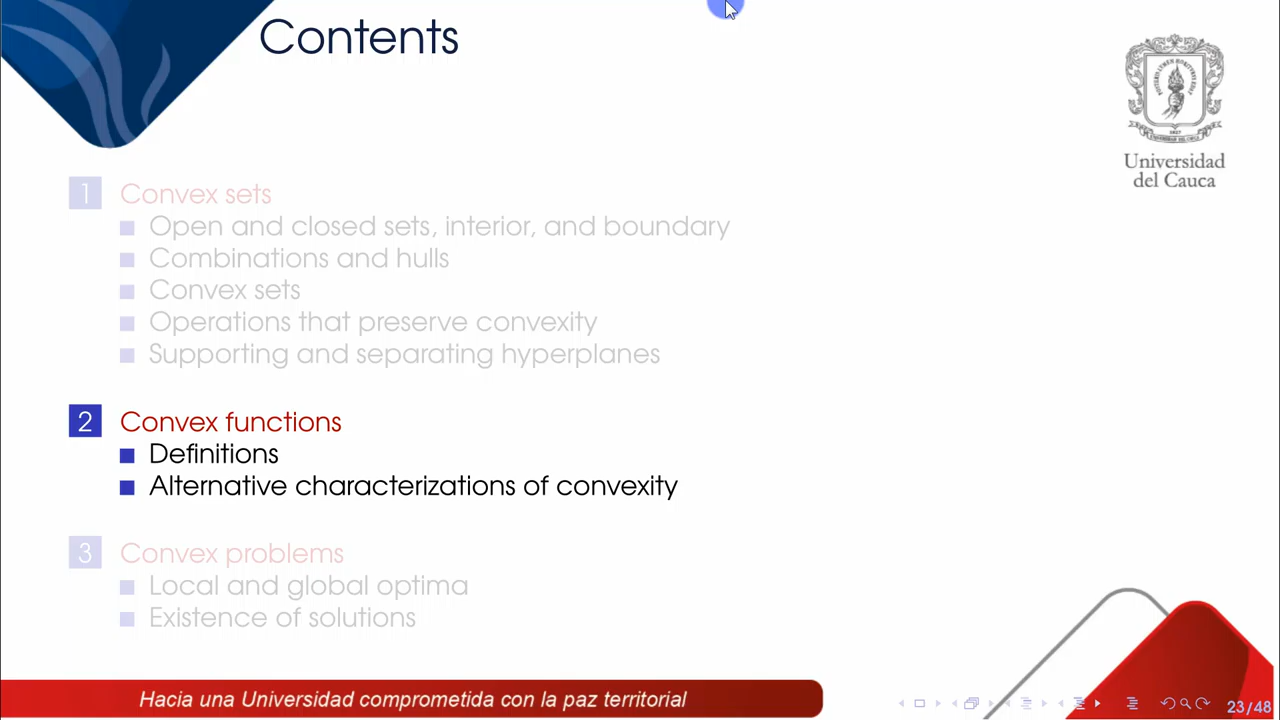 Contents
Universidad
del Cauca
1 Convex sets
Open and closed sets, interior, and boundary
Combinations and hulls
Convex sets
Operations that preserve convexity
Supporting and separating hyperplanes
2 Convex functions
Definitions
Alternative characterizations of convexity
3 Convex problems
Local and global optima
Existence of solutions
Hacia una Universidad comprometida con la paz territorial
23/48